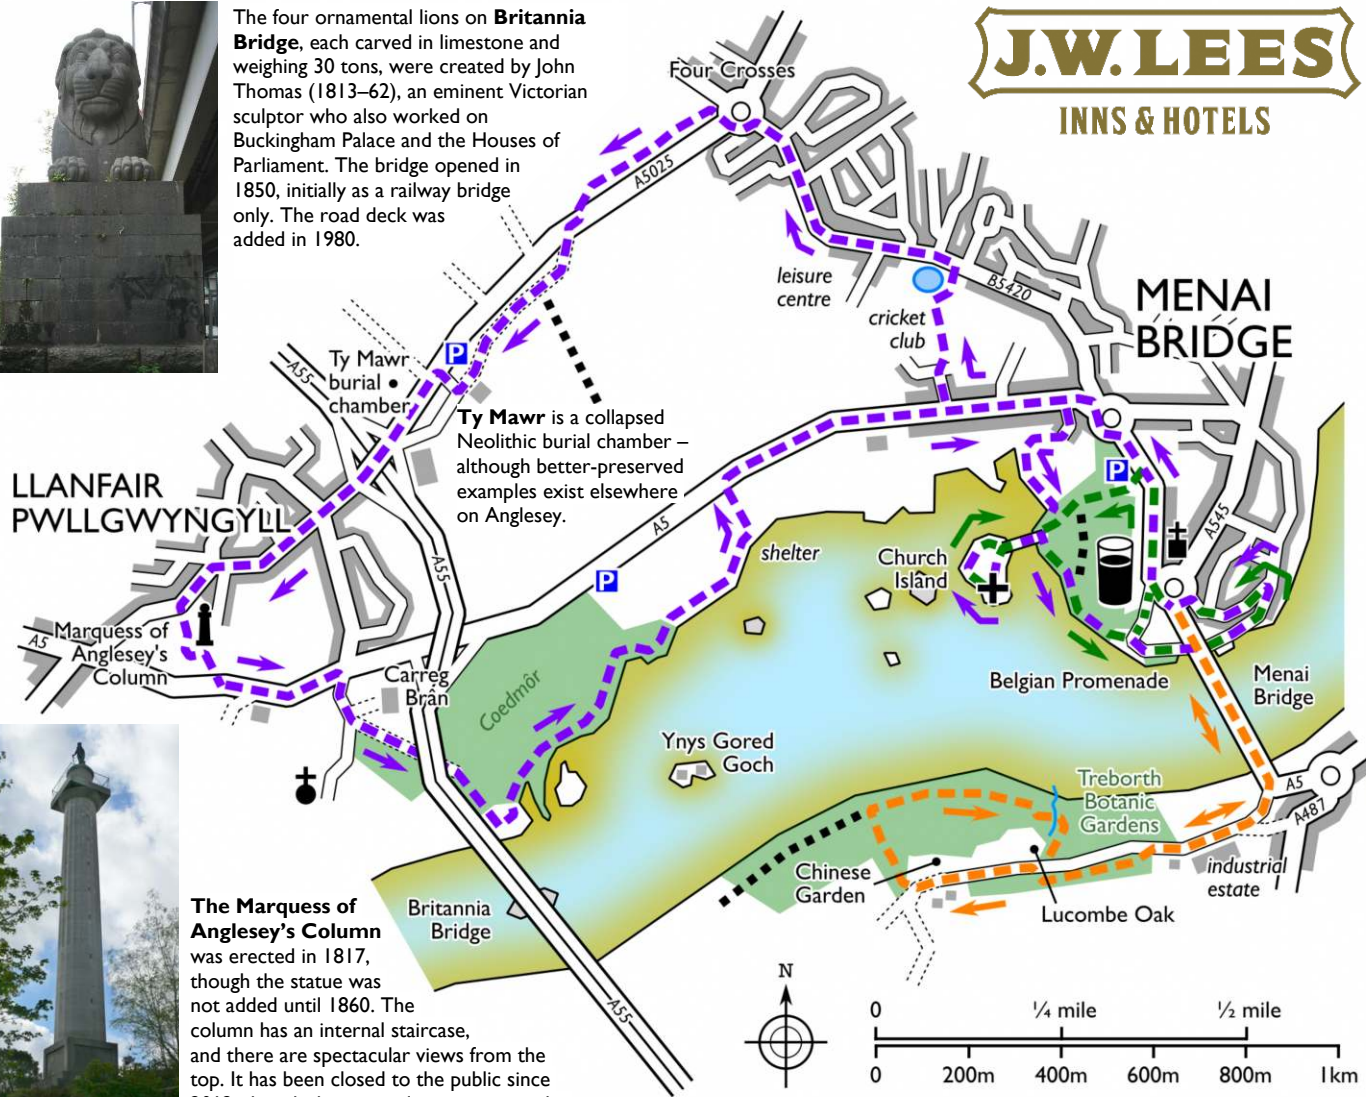 The four ornamental lions on Britannia
Bridge, each carved in limestone and
weighing 30 tons, were created by John
Thomas (1813–62), an eminent Victorian
sculptor who also worked on
Buckingham Palace and the Houses of
Parliament. The bridge opened in
1850, initially as a railway bridge
only. The road deck was
added in 1980.
J.W. LEES
INNS & HOTELS
Four Crosses
A5025
leisure
centre
cricket
club
B5420
MENAI
BRIDGE
A55
Ty Mawr
burial
chamber
P
Ty Mawr is a collapsed
Neolithic burial chamber –
although better-preserved
examples exist elsewhere
on Anglesey.
LLANFAIR
PWLLGWYNGYLL
A5
P
A545
A55
shelter
Church
Island
P
A5
Marquess of
Anglesey's
Column
Carreg
Brân
Coedmôr
Belgian Promenade
Menai
Bridge
Ynys Gored
Goch
Treborth
Botanic
Gardens
A5
A487
Chinese
Garden
industrial
estate
Lucombe Oak
Britannia
Bridge
A55
The Marquess of
Anglesey's Column
was erected in 1817,
though the statue was
not added until 1860. The
column has an internal staircase,
and there are spectacular views from the
top. It has been closed to the public since
N
0 ¼ mile ½ mile
0 200m 400m 600m 800m 1km